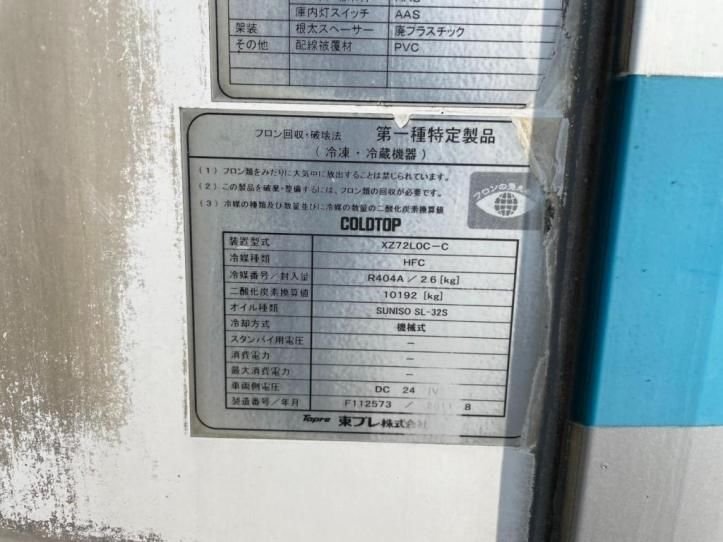 庫内灯スイッチ AAS
架装 根太スペーサー 廃プラスチック
その他 配線被覆材 PVC
フロン回収・破壊法 第一種特定製品
(冷凍・冷蔵機器)
(1) フロン類をみだりに大気中に放出することは禁じられています。
(2) この製品を破棄・整備するには、フロン類の回収が必要です。
(3) 冷媒の種類及び数量並びに冷媒の数量の二酸化炭素換算値
フロンの見える
COLDTOP
装置型式 XZ72LOC-C
冷媒種類 HFC
冷媒番号/封入量 R404A / 2.6 [kg]
二酸化炭素換算値 10192 [kg]
オイル種類 SUNISO SL-32S
冷却方式 機械式
スタンバイ用電圧 -
消費電力 -
最大消費電力 -
車両側電圧 DC 24 [V]
製造番号/年月 F112573 / 2011 8
Topre 東プレ株式会社